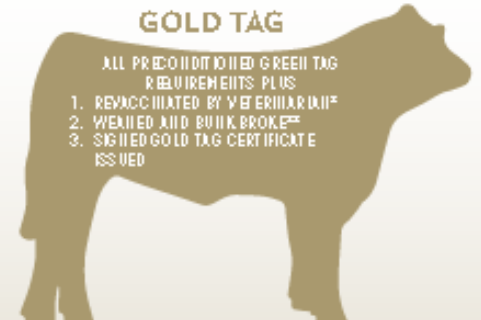 GOLD TAG
ALL PRECONDITIONED GREEN TAG
REQUIREMENTS PLUS
1. REVACCINATED BY VETERINARIAN*
2. WEANED AND BUNK BROKE**
3. SIGNED GOLD TAG CERTIFICATE
ISSUED